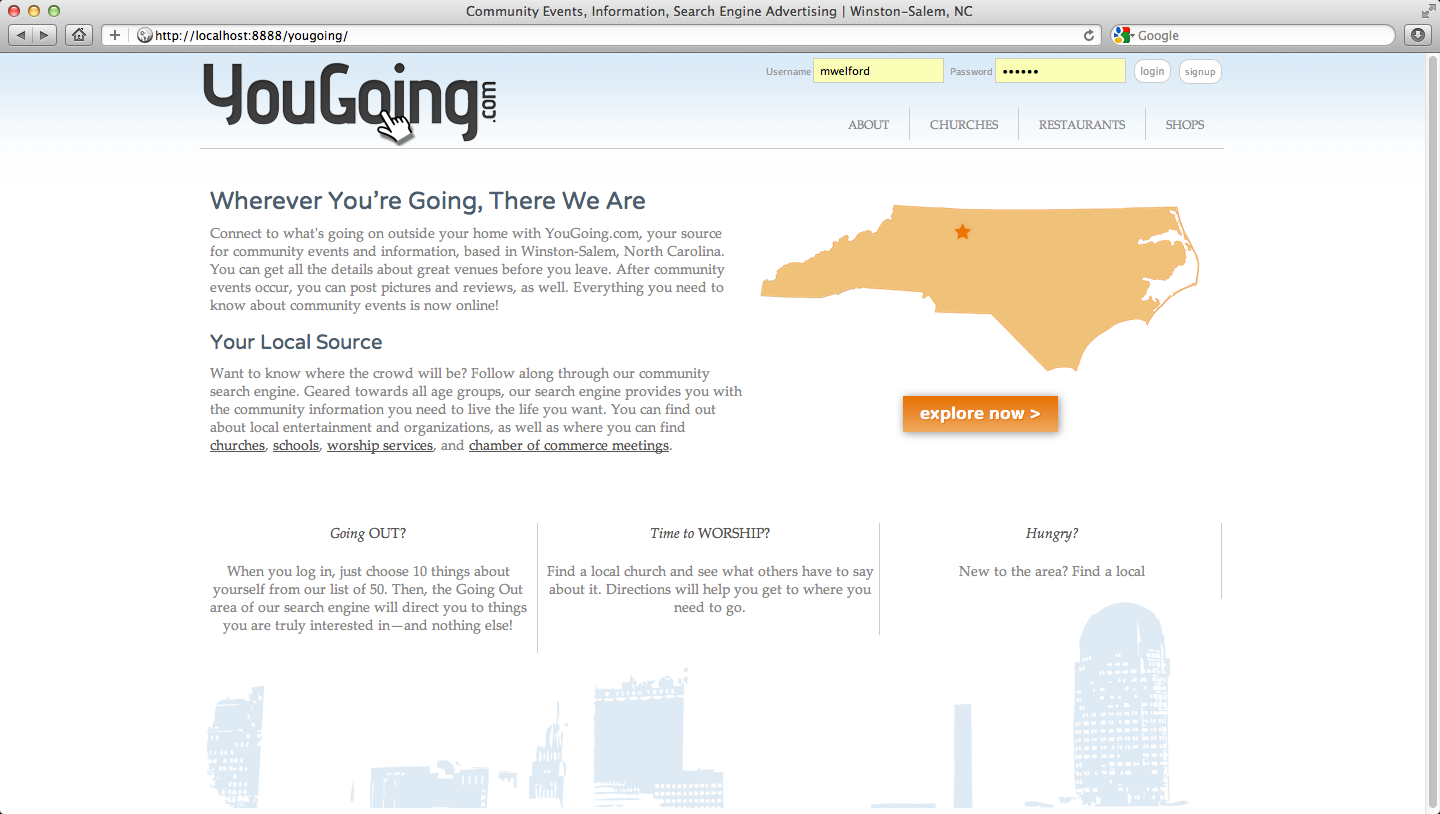 Community Events, Information, Search Engine Advertising | Winston-Salem, NC
http://localhost:8888/yougoing/
Google
YouGoing.com
Username mwelford Password •••••• login signup
ABOUT CHURCHES RESTAURANTS SHOPS
Wherever You're Going, There We Are
Connect to what's going on outside your home with YouGoing.com, your source
for community events and information, based in Winston-Salem, North Carolina.
You can get all the details about great venues before you leave. After community
events occur, you can post pictures and reviews, as well. Everything you need to
know about community events is now online!
Your Local Source
Want to know where the crowd will be? Follow along through our community
search engine. Geared towards all age groups, our search engine provides you with
the community information you need to live the life you want. You can find out
about local entertainment and organizations, as well as where you can find
churches, schools, worship services, and chamber of commerce meetings.
explore now >
Going OUT?
When you log in, just choose 10 things about
yourself from our list of 50. Then, the Going Out
area of our search engine will direct you to things
you are truly interested in—and nothing else!
Time to WORSHIP?
Find a local church and see what others have to say
about it. Directions will help you get to where you
need to go.
Hungry?
New to the area? Find a local